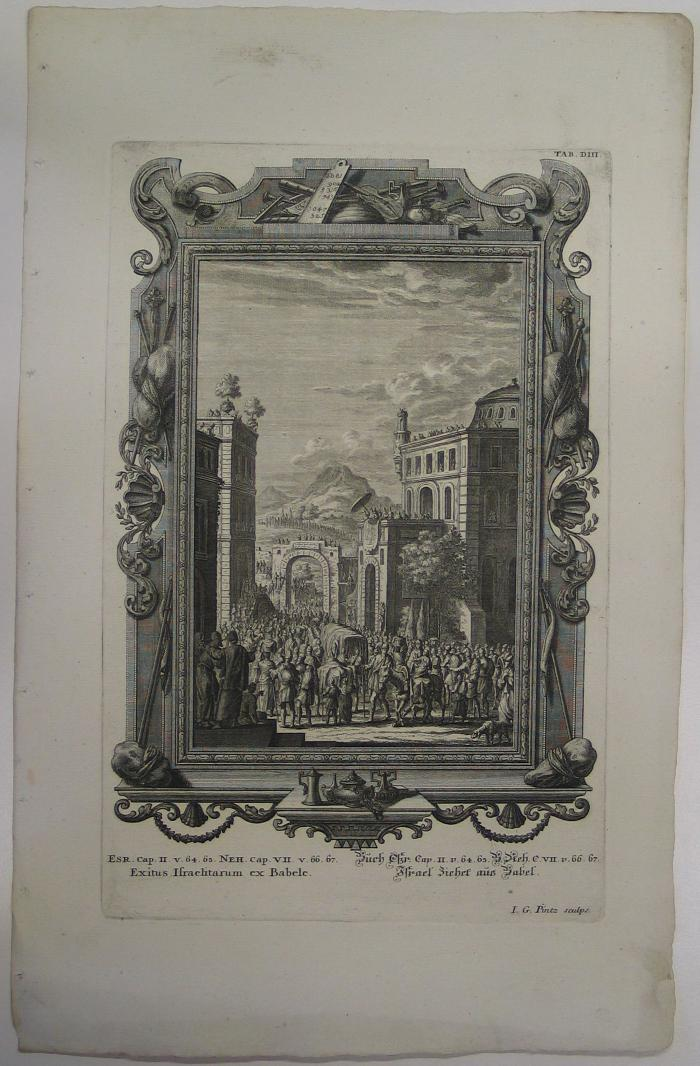 TAB. DIII.
ESR. Cap. II. v. 64. 65. NEH. Cap. VII v. 66. 67.
Exitus Iſraelitarum ex Babele.
Büch Eſr. Cap. II. v. 64. 65. B. Neh. C. VII. v. 66. 67.
Iſrael ziehet aus Babel.
I. G. Pintz sculps.